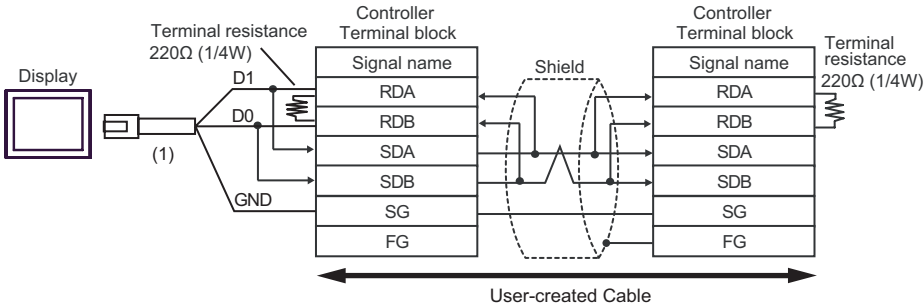 Display
(1)
D1
D0
GND
Terminal resistance
220Ω (1/4W)
Controller
Terminal block
Signal name
RDA
RDB
SDA
SDB
SG
FG
Shield
Controller
Terminal block
Signal name
RDA
RDB
SDA
SDB
SG
FG
Terminal
resistance
220Ω (1/4W)
User-created Cable